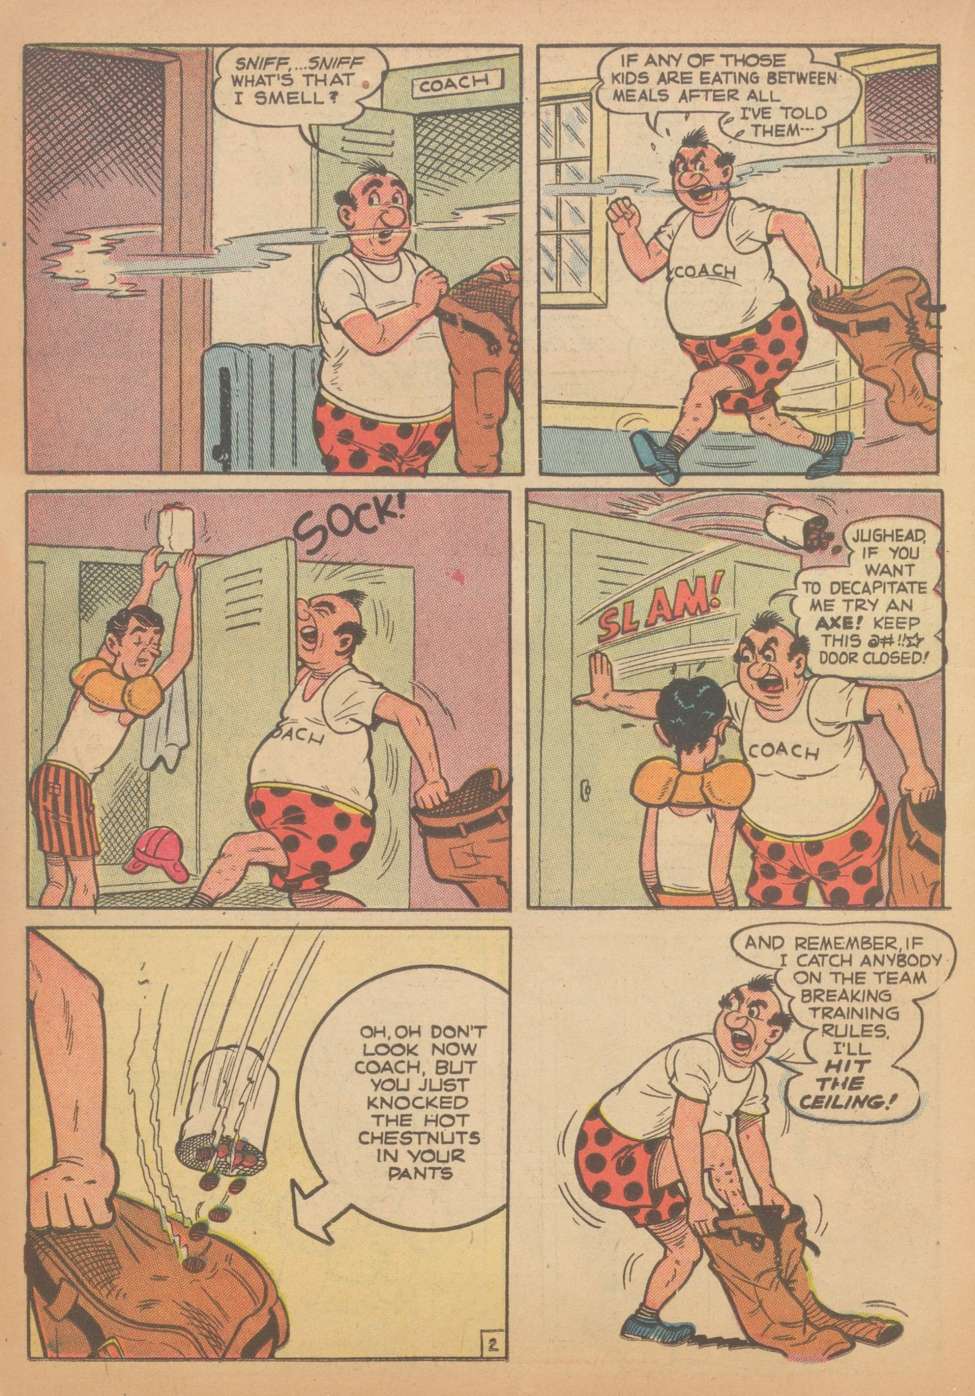 SNIFF,...SNIFF
WHAT'S THAT
I SMELL?
COACH
IF ANY OF THOSE
KIDS ARE EATING BETWEEN
MEALS AFTER ALL
I'VE TOLD
THEM---
COACH
SOCK!
COACH
SLAM!
JUGHEAD,
IF YOU
WANT
TO DECAPITATE
ME TRY AN
AXE! KEEP
THIS @#!!☆
DOOR CLOSED!
COACH
OH, OH DON'T
LOOK NOW
COACH, BUT
YOU JUST
KNOCKED
THE HOT
CHESTNUTS
IN YOUR
PANTS
2
AND REMEMBER, IF
I CATCH ANYBODY
ON THE TEAM
BREAKING
TRAINING
RULES,
I'LL
HIT
THE
CEILING!